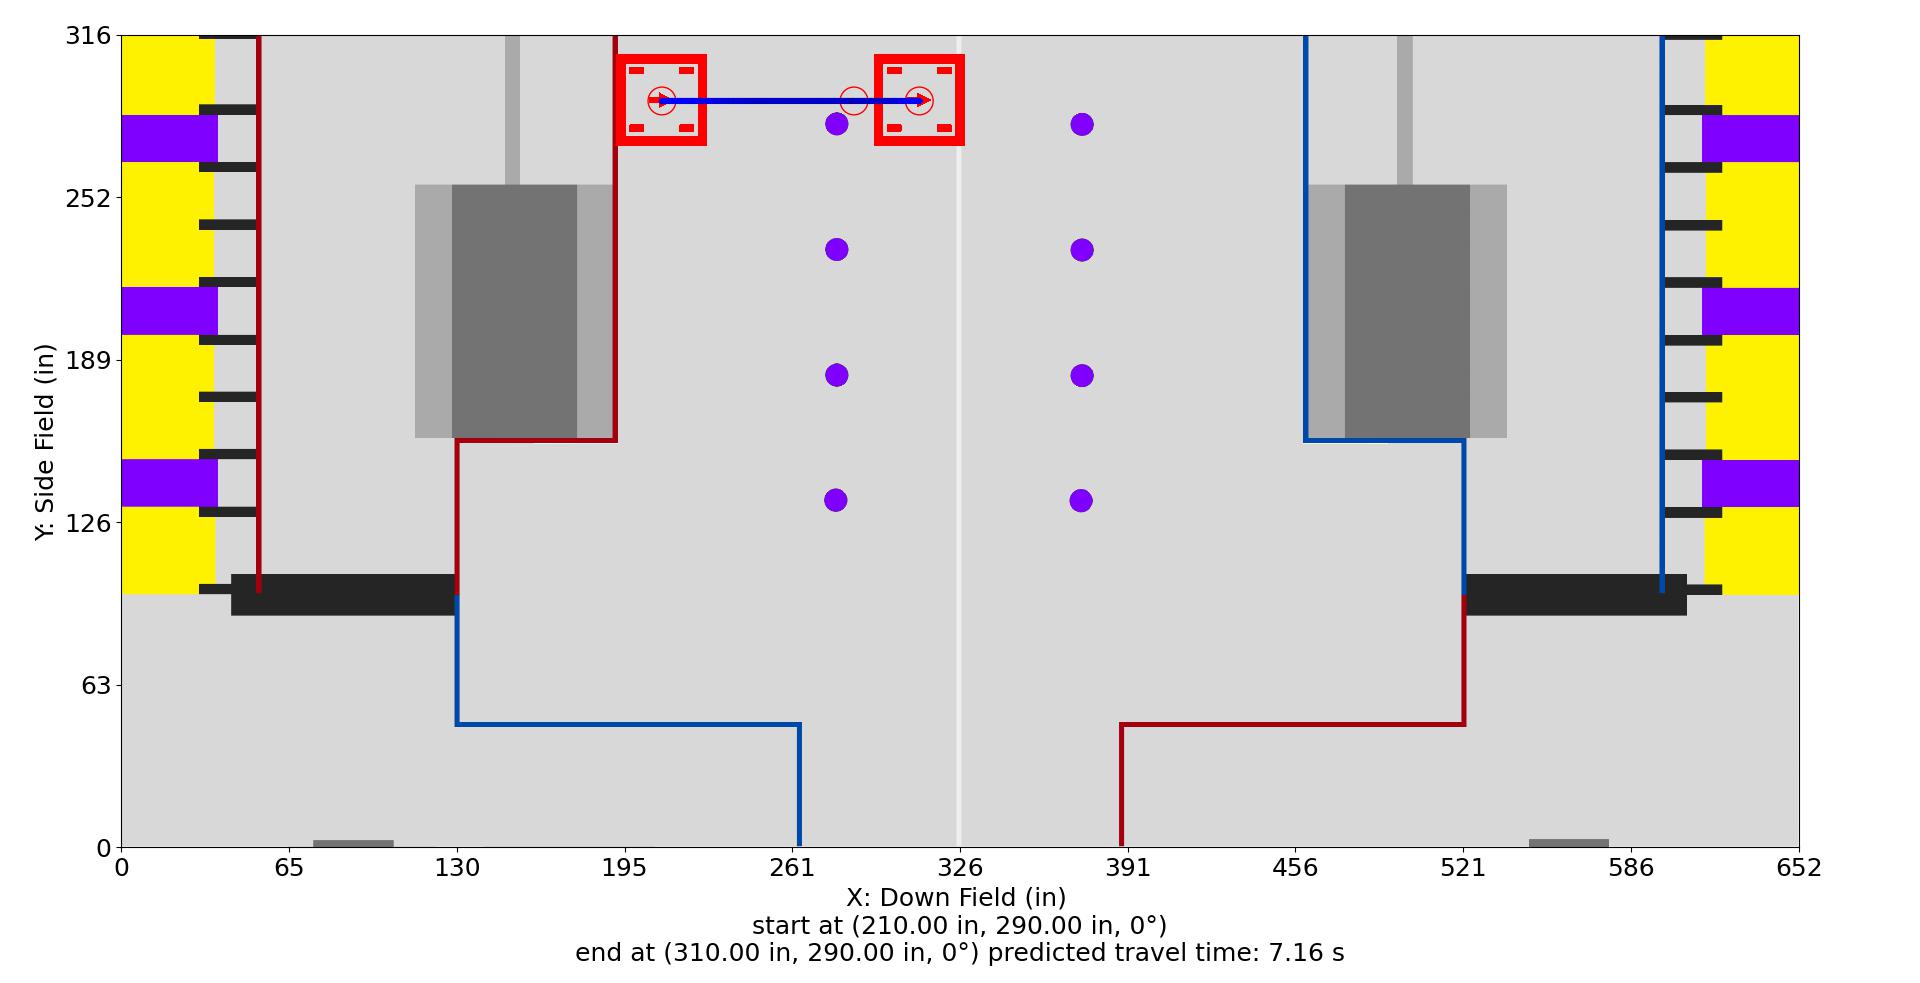 316
252
189
126
63
0
Y: Side Field (in)
0 65 130 195 261 326 391 456 521 586 652
X: Down Field (in)
start at (210.00 in, 290.00 in, 0°)
end at (310.00 in, 290.00 in, 0°) predicted travel time: 7.16 s